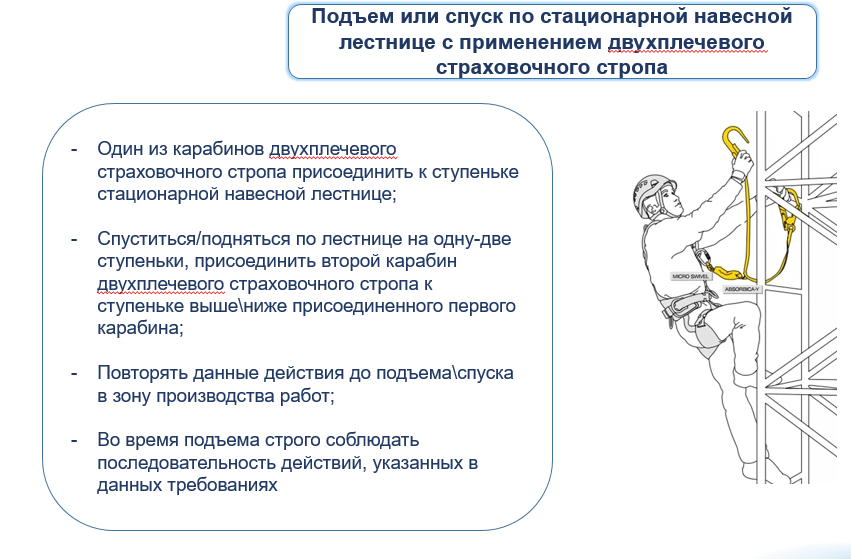 Подъем или спуск по стационарной навесной
лестнице с применением двухплечевого
страховочного стропа
- Один из карабинов двухплечевого
страховочного стропа присоединить к ступеньке
стационарной навесной лестнице;
- Спуститься/подняться по лестнице на одну-две
ступеньки, присоединить второй карабин
двухплечевого страховочного стропа к
ступеньке выше\ниже присоединенного первого
карабина;
- Повторять данные действия до подъема\спуска
в зону производства работ;
- Во время подъема строго соблюдать
последовательность действий, указанных в
данных требованиях
MICRO SWIVEL
ABSORBICA-Y